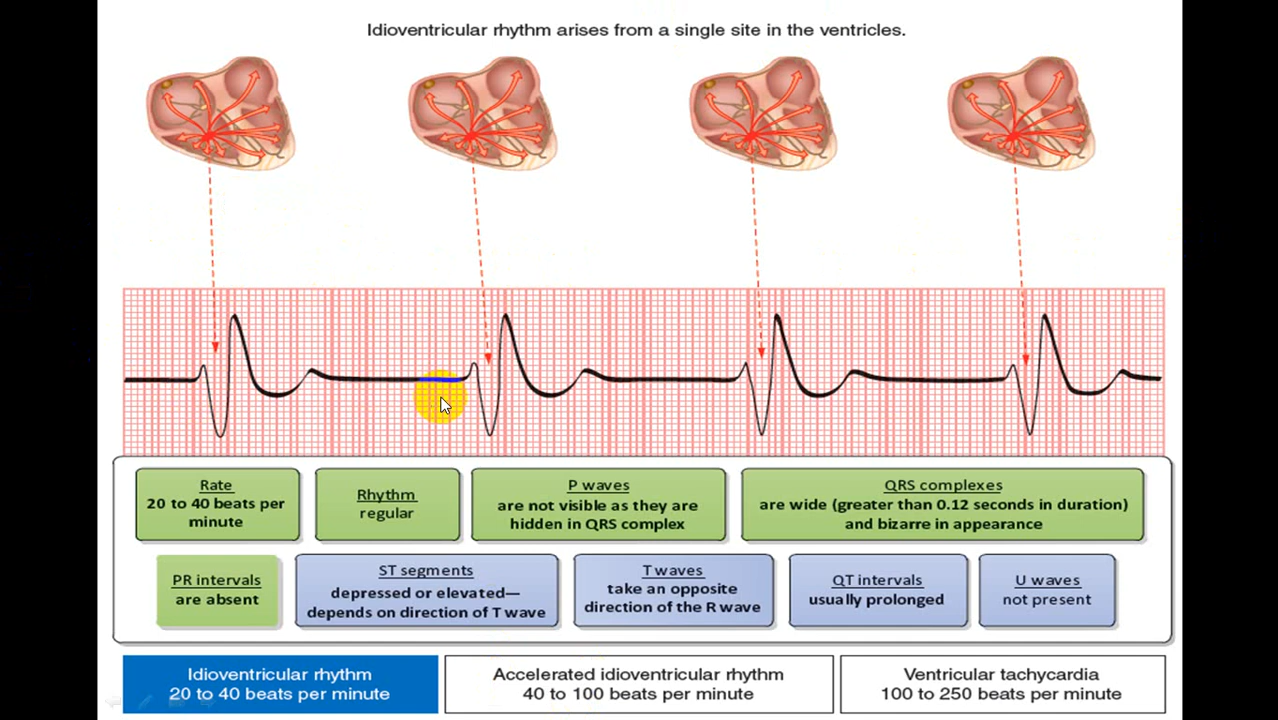 Idioventricular rhythm arises from a single site in the ventricles.
Rate
20 to 40 beats per
minute
Rhythm
regular
P waves
are not visible as they are
hidden in QRS complex
QRS complexes
are wide (greater than 0.12 seconds in duration)
and bizarre in appearance
PR intervals
are absent
ST segments
depressed or elevated—
depends on direction of T wave
T waves
take an opposite
direction of the R wave
QT intervals
usually prolonged
U waves
not present
Idioventricular rhythm
20 to 40 beats per minute
Accelerated idioventricular rhythm
40 to 100 beats per minute
Ventricular tachycardia
100 to 250 beats per minute